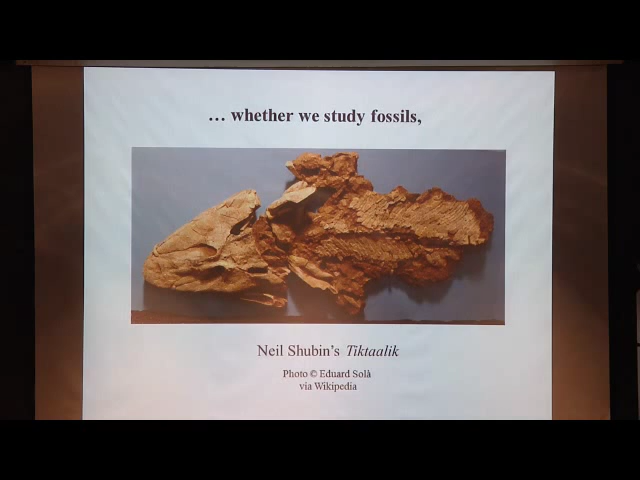 … whether we study fossils,
Neil Shubin's Tiktaalik
Photo © Eduard Solà
via Wikipedia